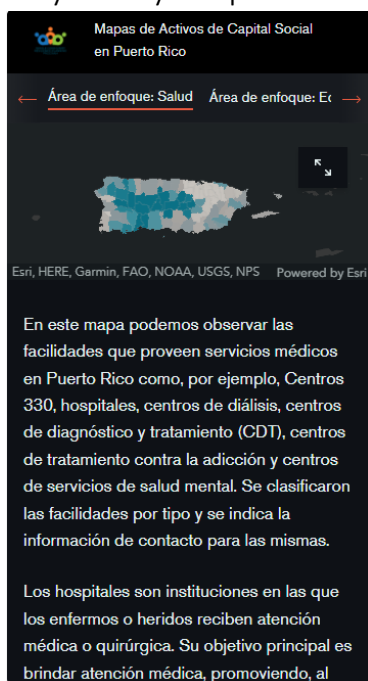 Mapas de Activos de Capital Social
en Puerto Rico
Área de enfoque: Salud Área de enfoque:
Esri, HERE, Garmin, FAO, NOAA, USGS, NPS Powered by Esri
En este mapa podemos observar las
facilidades que proveen servicios médicos
en Puerto Rico como, por ejemplo, Centros
330, hospitales, centros de diálisis, centros
de diagnóstico y tratamiento (CDT), centros
de tratamiento contra la adicción y centros
de servicios de salud mental. Se clasificaron
las facilidades por tipo y se indica la
información de contacto para las mismas.
Los hospitales son instituciones en las que
los enfermos o heridos reciben atención
médica o quirúrgica. Su objetivo principal es
brindar atención médica, promoviendo, al